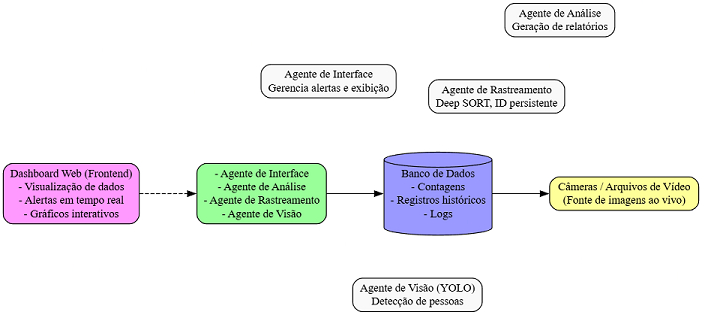 Agente de Análise
Geração de relatórios
Agente de Interface
Gerencia alertas e exibição
Agente de Rastreamento
Deep SORT, ID persistente
Dashboard Web (Frontend)
- Visualização de dados
- Alertas em tempo real
- Gráficos interativos
- Agente de Interface
- Agente de Análise
- Agente de Rastreamento
- Agente de Visão
Banco de Dados
- Contagens
- Registros históricos
- Logs
Câmeras / Arquivos de Vídeo
(Fonte de imagens ao vivo)
Agente de Visão (YOLO)
Detecção de pessoas